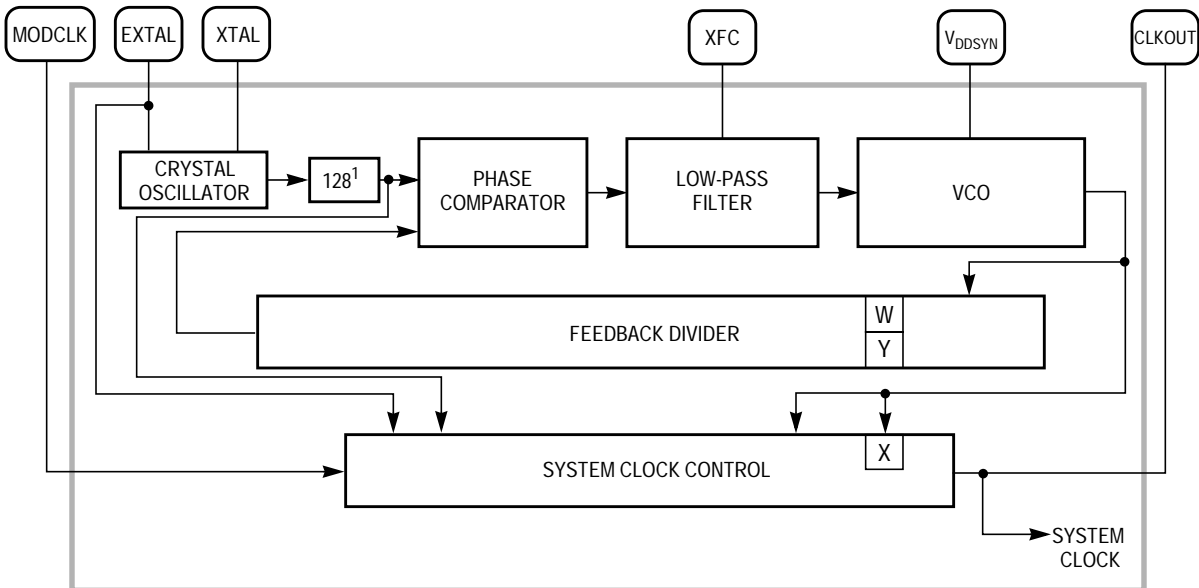 MODCLK
EXTAL
XTAL
XFC
VDDSYN
CLKOUT
CRYSTAL
OSCILLATOR
128¹
PHASE
COMPARATOR
LOW-PASS
FILTER
VCO
FEEDBACK DIVIDER
W
Y
SYSTEM CLOCK CONTROL
X
SYSTEM
CLOCK